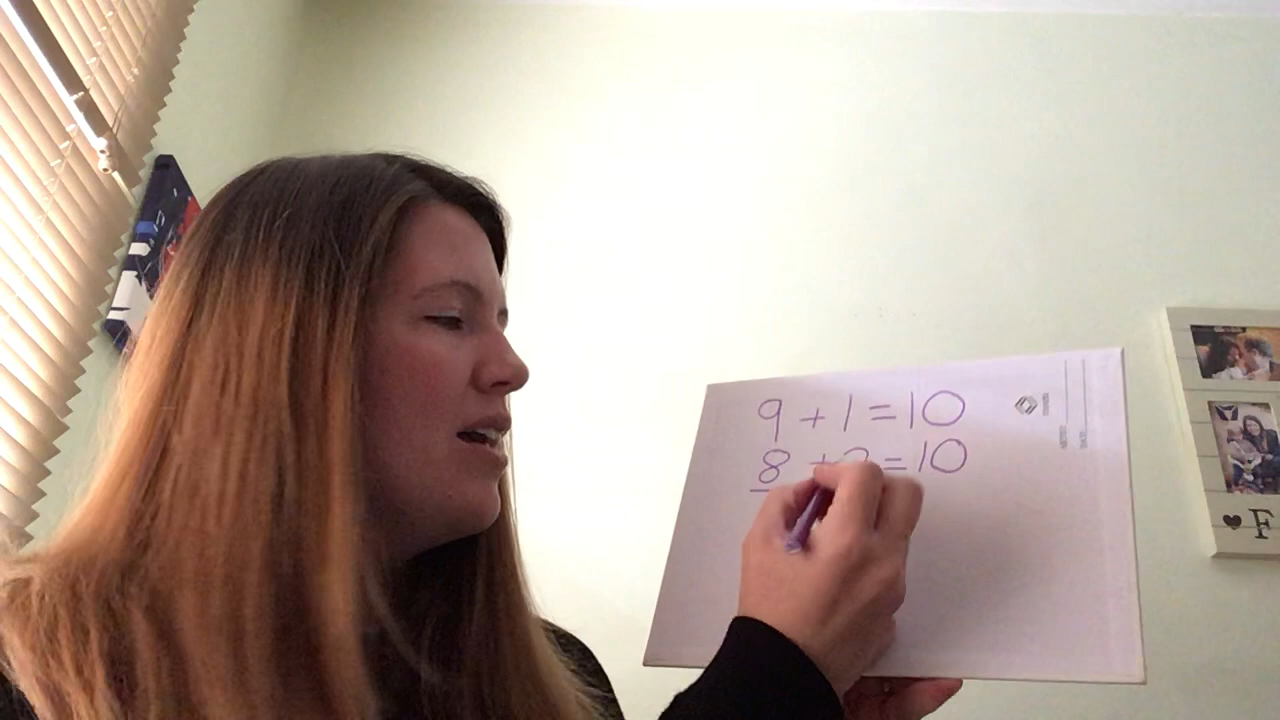 9 + 1 = 10
8 + 2 = 10
F